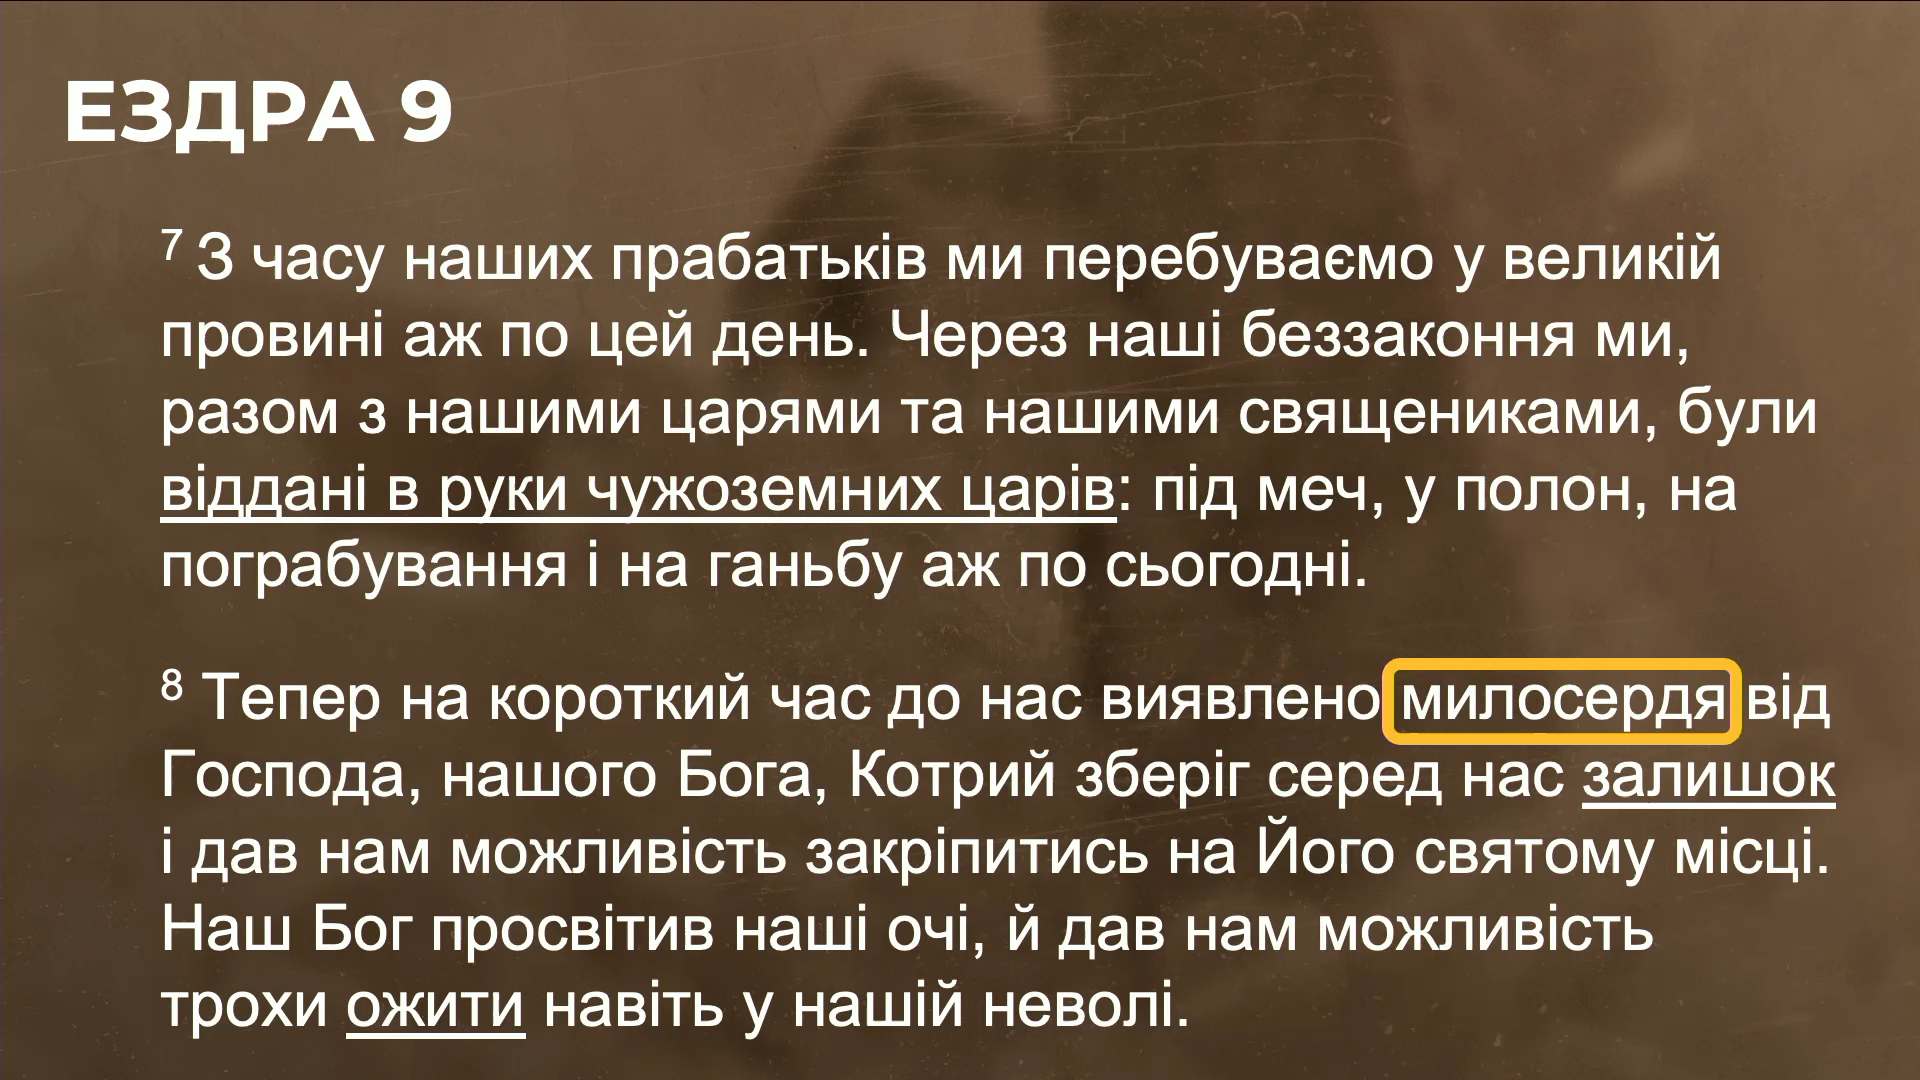 ЕЗДРА 9
7 З часу наших прабатьків ми перебуваємо у великій
провині аж по цей день. Через наші беззаконня ми,
разом з нашими царями та нашими священиками, були
віддані в руки чужоземних царів: під меч, у полон, на
пограбування і на ганьбу аж по сьогодні.
8 Тепер на короткий час до нас виявлено милосердя від
Господа, нашого Бога, Котрий зберіг серед нас залишок
і дав нам можливість закріпитись на Його святому місці.
Наш Бог просвітив наші очі, й дав нам можливість
трохи ожити навіть у нашій неволі.